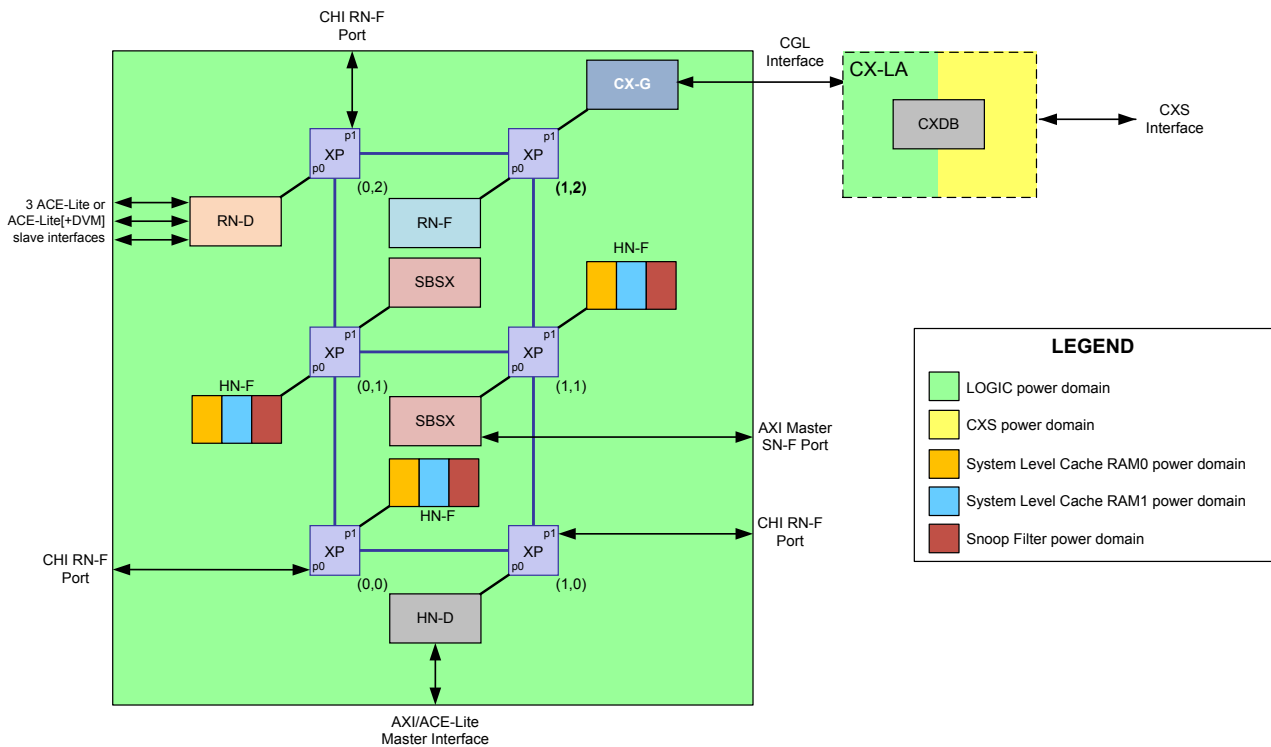 CHI RN-F
Port
CGL
Interface
CX-LA
CXDB
CXS
Interface
CX-G
p1
XP
p0
(0,2)
p1
XP
p0
(1,2)
3 ACE-Lite or
ACE-Lite[+DVM]
slave interfaces
RN-D
RN-F
HN-F
SBSX
p1
XP
p0
(0,1)
p1
XP
p0
(1,1)
HN-F
SBSX
AXI Master
SN-F Port
HN-F
p1
XP
p0
(0,0)
p1
XP
p0
(1,0)
CHI RN-F
Port
CHI RN-F
Port
HN-D
AXI/ACE-Lite
Master Interface
LEGEND
LOGIC power domain
CXS power domain
System Level Cache RAM0 power domain
System Level Cache RAM1 power domain
Snoop Filter power domain